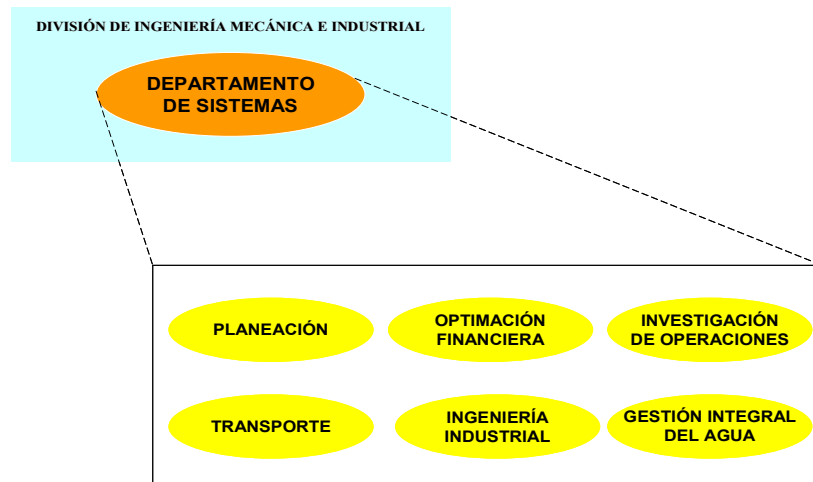 DIVISIÓN DE INGENIERÍA MECÁNICA E INDUSTRIAL
DEPARTAMENTO
DE SISTEMAS
PLANEACIÓN
OPTIMACIÓN
FINANCIERA
INVESTIGACIÓN
DE OPERACIONES
TRANSPORTE
INGENIERÍA
INDUSTRIAL
GESTIÓN INTEGRAL
DEL AGUA